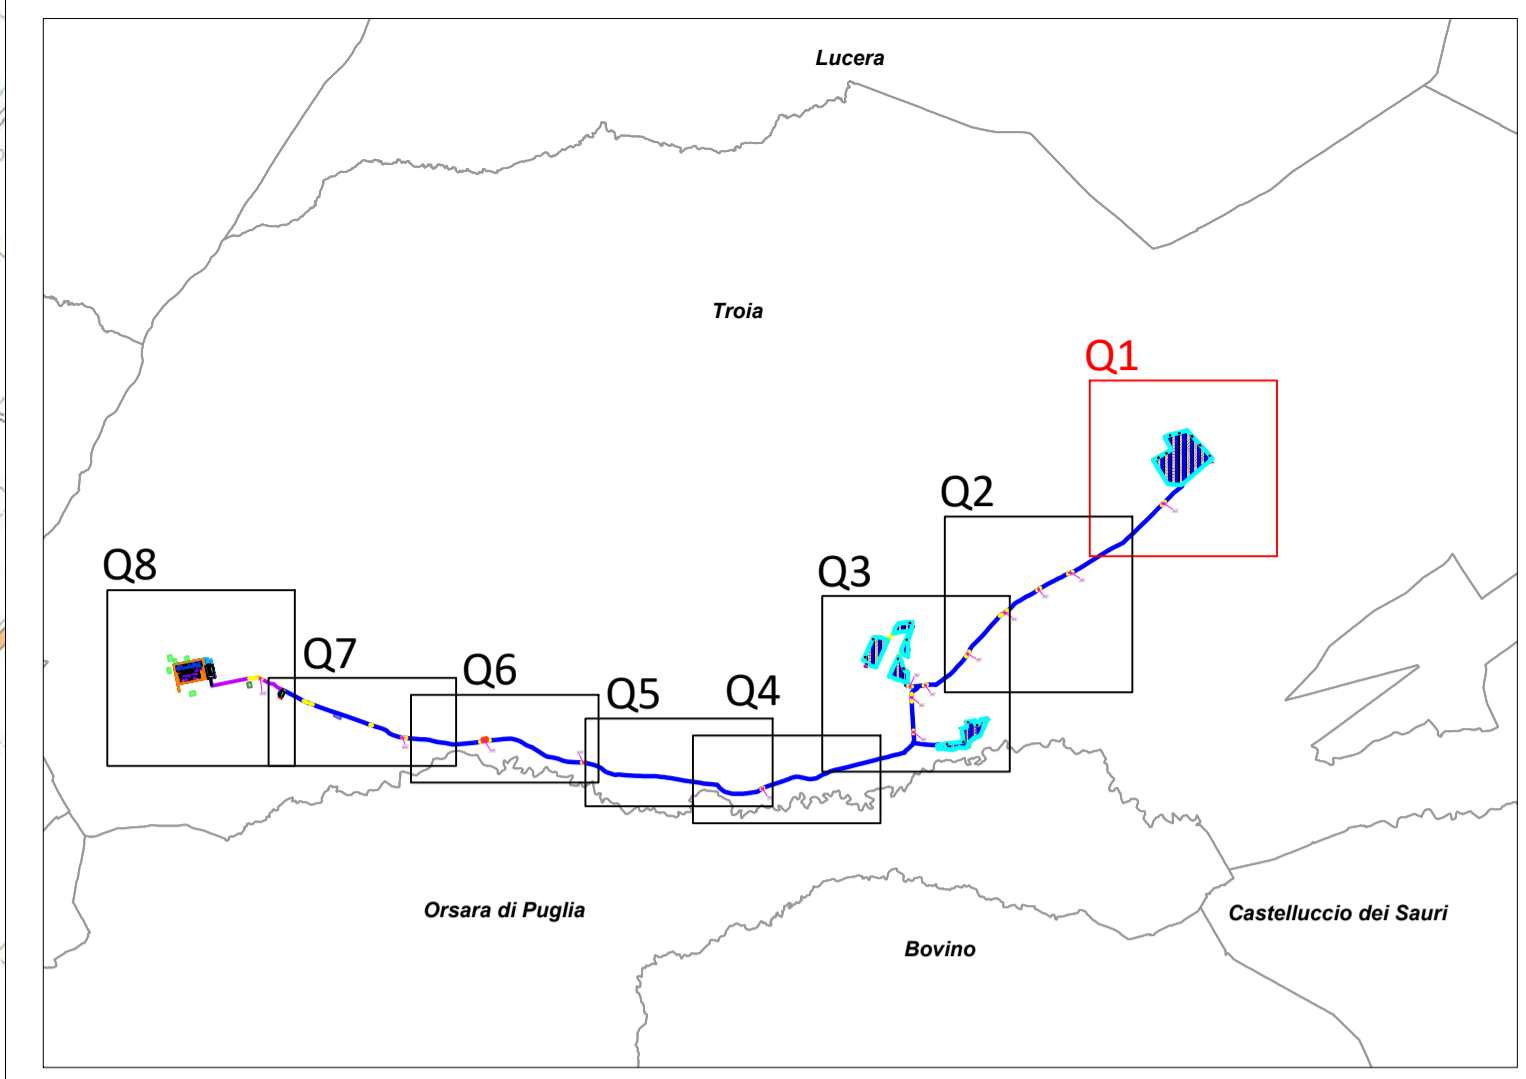 Lucera
Troia
Q1
Q2
Q8
Q3
Q7
Q6
Q5
Q4
Orsara di Puglia
Castelluccio dei Sauri
Bovino